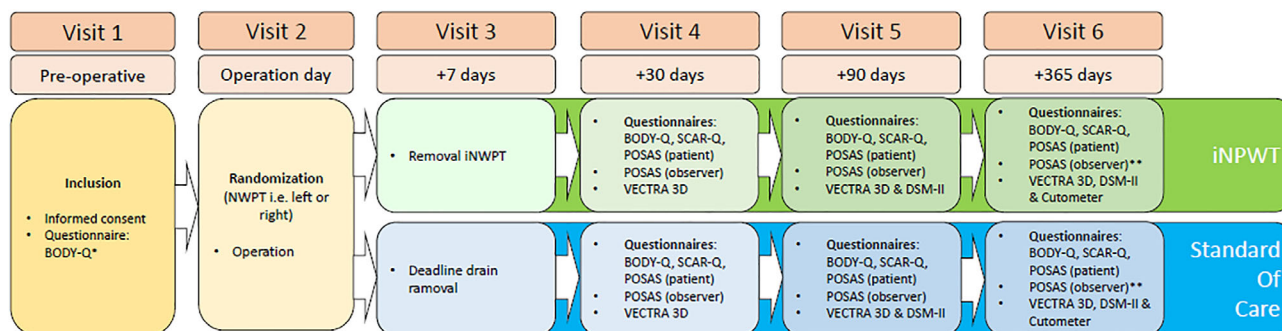 Visit 1
Visit 2
Visit 3
Visit 4
Visit 5
Visit 6
Pre-operative
Operation day
+7 days
+30 days
+90 days
+365 days
Inclusion
• Informed consent
• Questionnaire:
BODY-Q*
Randomization
(NWPT i.e. left or
right)
• Operation
• Removal iNWPT
• Questionnaires:
BODY-Q, SCAR-Q,
POSAS (patient)
• POSAS (observer)
• VECTRA 3D
• Questionnaires:
BODY-Q, SCAR-Q,
POSAS (patient)
• POSAS (observer)
• VECTRA 3D & DSM-II
• Questionnaires:
BODY-Q, SCAR-Q,
POSAS (patient)
• POSAS (observer)**
• VECTRA 3D, DSM-II
& Cutometer
iNPWT
• Deadline drain
ramoval
• Questionnaires:
BODY-Q, SCAR-Q,
POSAS (patient)
• POSAS (observer)
• VECTRA 3D
• Questionnaires:
BODY-Q, SCAR-Q,
POSAS (patient)
• POSAS (observer)
• VECTRA 3D & DSM-II
• Questionnaires:
BODY-Q, SCAR-Q,
POSAS (patient)
• POSAS (observer)**
• VECTRA 3D, DSM-II &
Cutometer
Standard
Of
Care